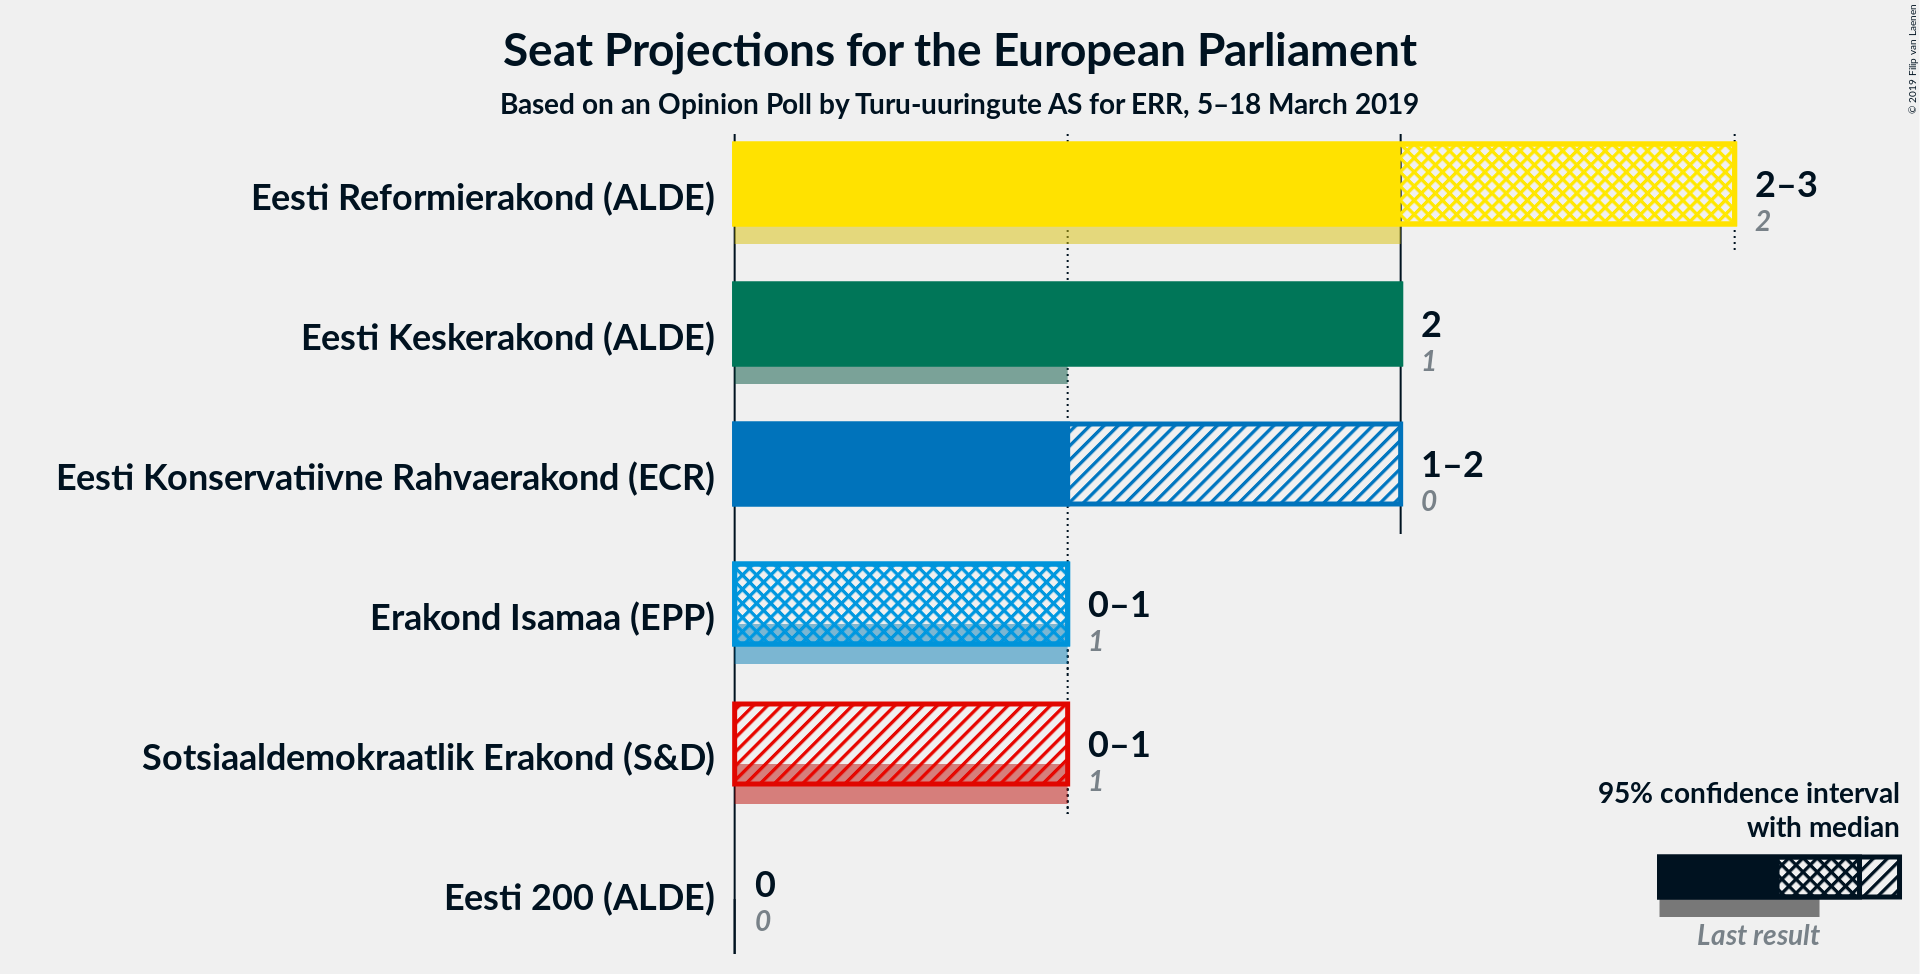 Seat Projections for the European Parliament
Based on an Opinion Poll by Turu-uuringute AS for ERR, 5–18 March 2019
© 2019 Filip van Laenen
Eesti Reformierakond (ALDE)
2–3
2
Eesti Keskerakond (ALDE)
2
1
Eesti Konservatiivne Rahvaerakond (ECR)
1–2
0
Erakond Isamaa (EPP)
0–1
1
Sotsiaaldemokraatlik Erakond (S&D)
0–1
1
Eesti 200 (ALDE)
0
0
95% confidence interval
with median
Last result